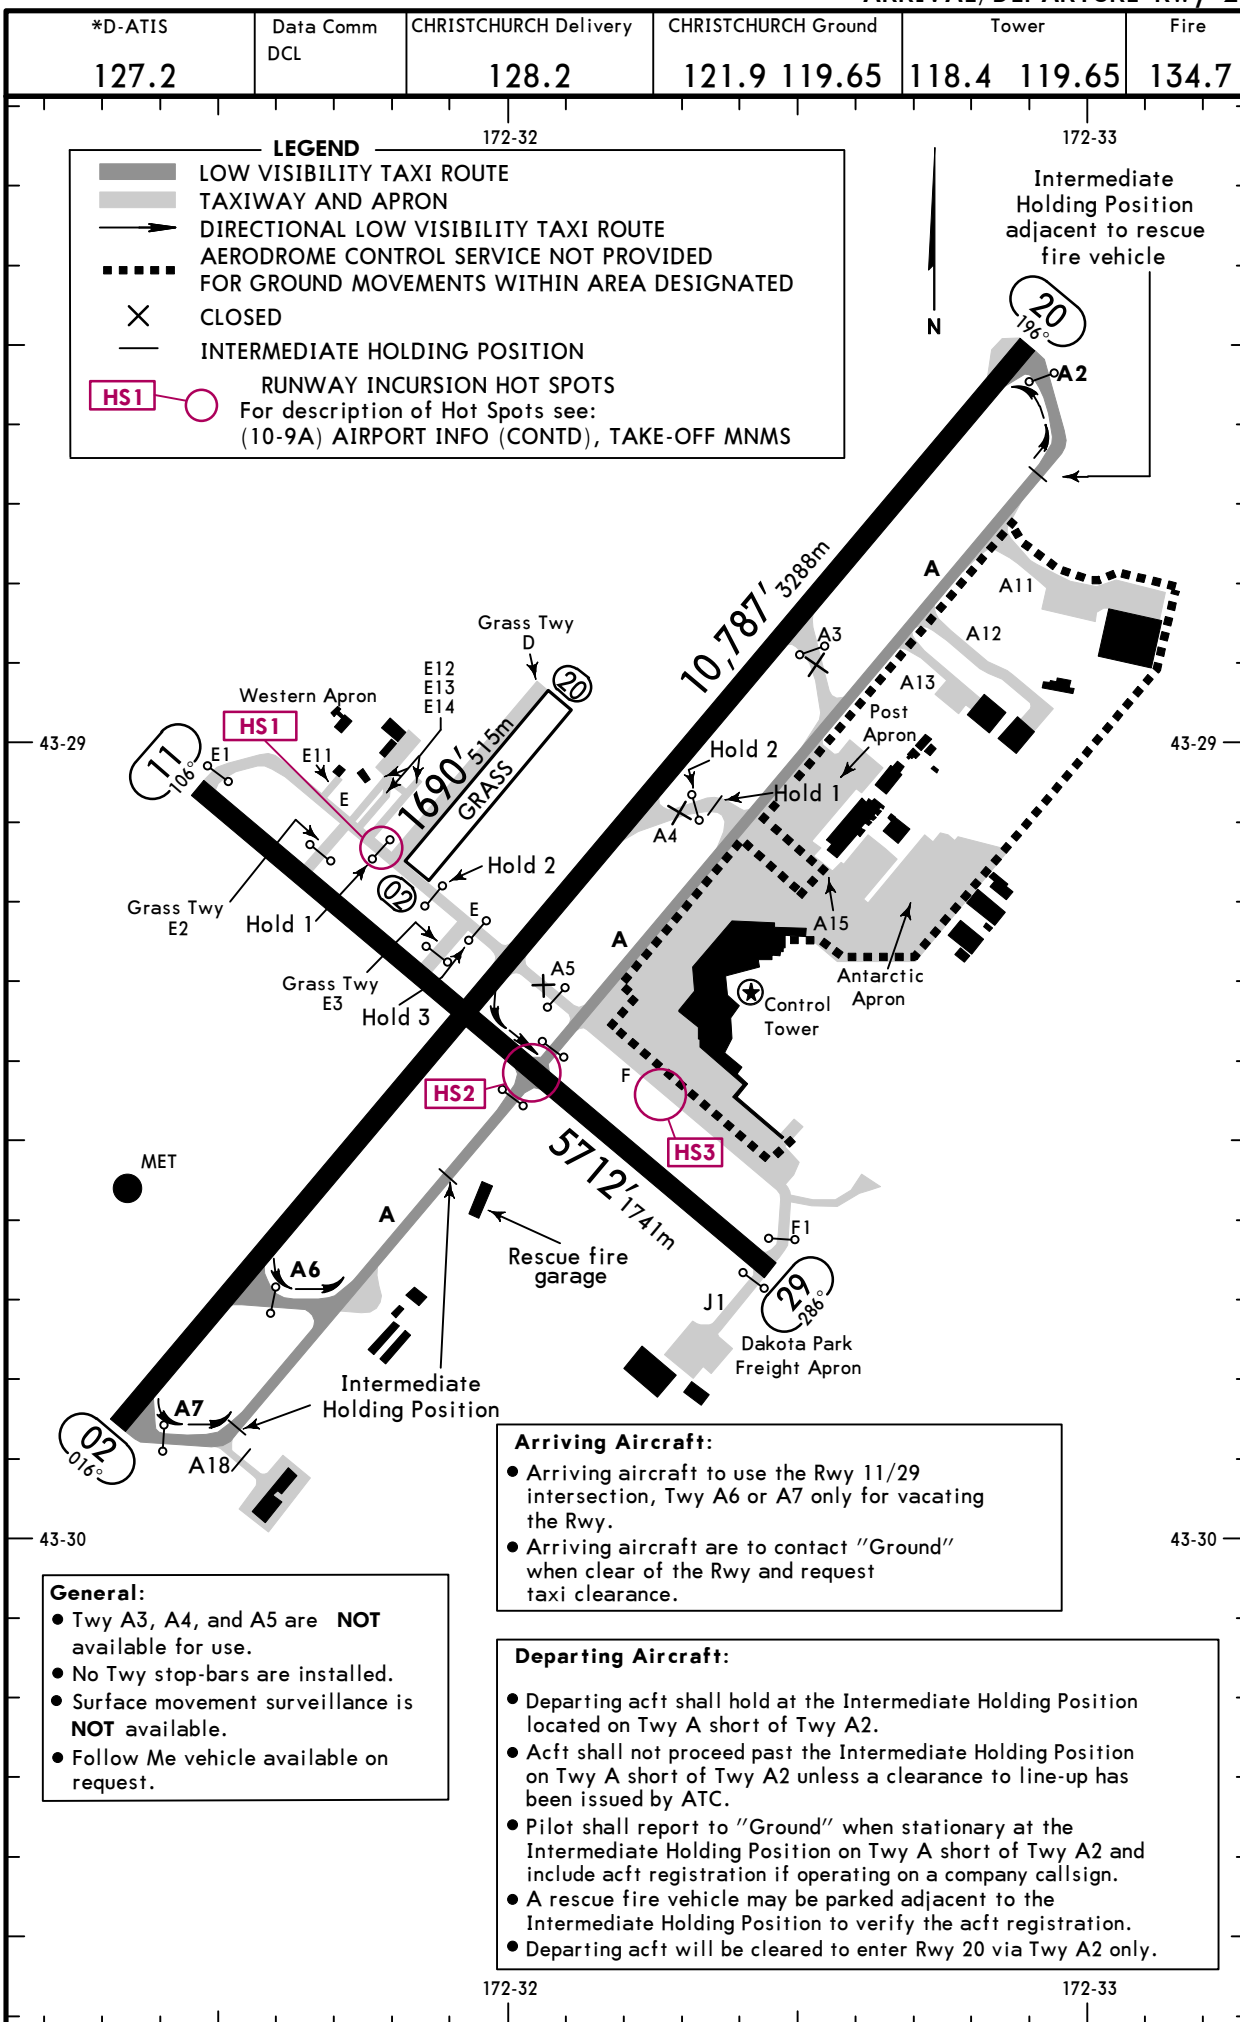 *D-ATIS
127.2
Data Comm
DCL
CHRISTCHURCH Delivery
128.2
CHRISTCHURCH Ground
121.9 119.65
Tower
118.4 119.65
Fire
134.7
172-32
172-33
LEGEND
LOW VISIBILITY TAXI ROUTE
TAXIWAY AND APRON
DIRECTIONAL LOW VISIBILITY TAXI ROUTE
AERODROME CONTROL SERVICE NOT PROVIDED
FOR GROUND MOVEMENTS WITHIN AREA DESIGNATED
CLOSED
INTERMEDIATE HOLDING POSITION
HS1
RUNWAY INCURSION HOT SPOTS
For description of Hot Spots see:
(10-9A) AIRPORT INFO (CONTD), TAKE-OFF MNMS
N
Intermediate
Holding Position
adjacent to rescue
fire vehicle
20
196°
A2
A
A11
A12
A13
A3
10,787' 3288m
Grass Twy
D
20
E12
E13
E14
Western Apron
HS1
11
106°
E1
E11
E
1690' 515m
GRASS
Post
Apron
43-29
43-29
Hold 2
Hold 1
A4
Hold 2
02
Grass Twy
E2
Hold 1
E
A
A15
Antarctic
Apron
Grass Twy
E3
Hold 3
A5
Control
Tower
HS2
F
HS3
5712' 1741m
MET
A
Rescue fire
garage
F1
A6
29
286°
J1
Dakota Park
Freight Apron
Intermediate
Holding Position
A7
02
016°
A18
43-30
43-30
Arriving Aircraft:
● Arriving aircraft to use the Rwy 11/29
intersection, Twy A6 or A7 only for vacating
the Rwy.
● Arriving aircraft are to contact "Ground"
when clear of the Rwy and request
taxi clearance.
General:
● Twy A3, A4, and A5 are NOT
available for use.
● No Twy stop-bars are installed.
● Surface movement surveillance is
NOT available.
● Follow Me vehicle available on
request.
Departing Aircraft:
● Departing acft shall hold at the Intermediate Holding Position
located on Twy A short of Twy A2.
● Acft shall not proceed past the Intermediate Holding Position
on Twy A short of Twy A2 unless a clearance to line-up has
been issued by ATC.
● Pilot shall report to "Ground" when stationary at the
Intermediate Holding Position on Twy A short of Twy A2 and
include acft registration if operating on a company callsign.
● A rescue fire vehicle may be parked adjacent to the
Intermediate Holding Position to verify the acft registration.
● Departing acft will be cleared to enter Rwy 20 via Twy A2 only.
172-32
172-33